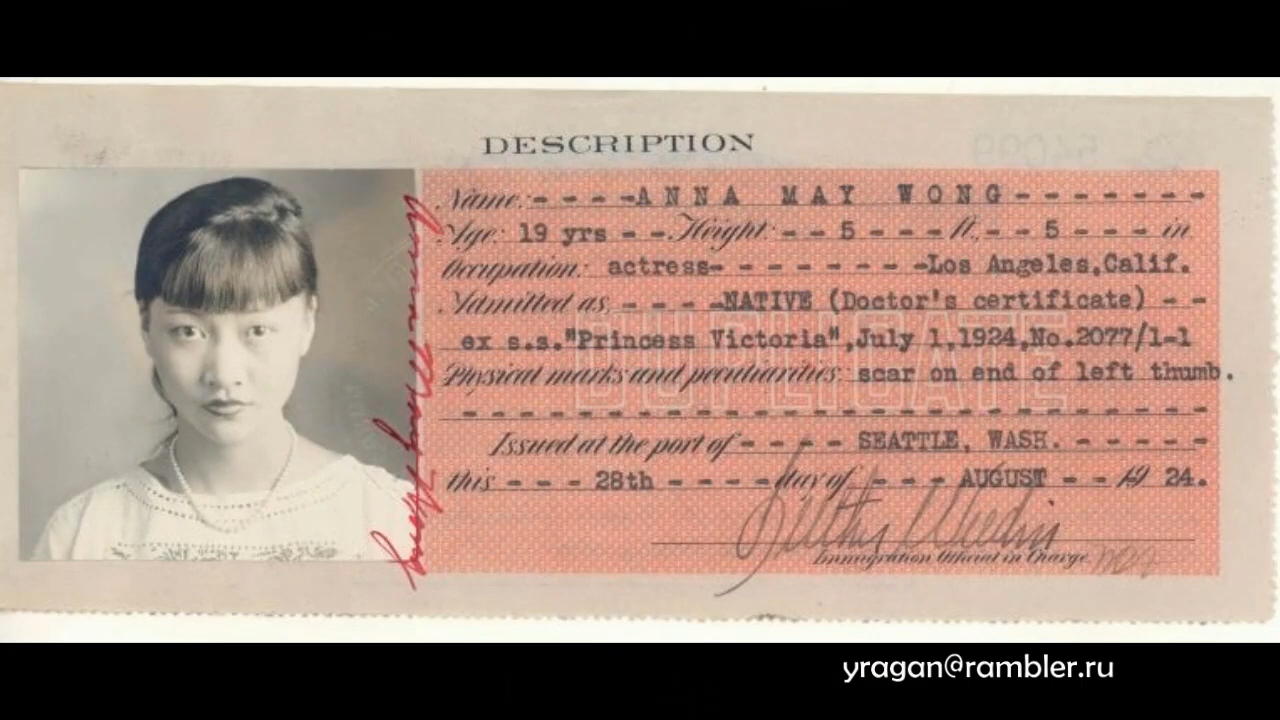 DESCRIPTION
Name: - - - - -ANNA MAY WONG- - - - - - -
Age: 19 yrs - - Height: - - 5 - - ft., - - 5 - - - in
Occupation: actress- - - - - - - - -Los Angeles,Calif.
Admitted as - - - -NATIVE (Doctor's certificate) - -
ex s.s."Princess Victoria",July 1,1924,No.2077/1-1
Physical marks and peculiarities: scar on end of left thumb.
DUPLICATE
Issued at the port of - - - - SEATTLE, WASH. - - - - -
this - - - 28th - - - - day of - - - AUGUST - - 19 24.
Immigration Official in Charge
Anna May Wong
yragan@rambler.ru